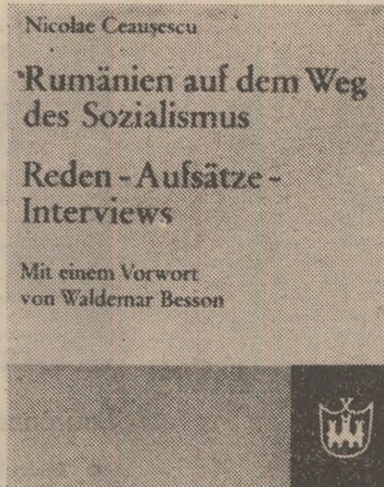 Nicolae Ceaușescu
Rumänien auf dem Weg
des Sozialismus
Reden - Aufsätze -
Interviews
Mit einem Vorwort
von Waldemar Besson